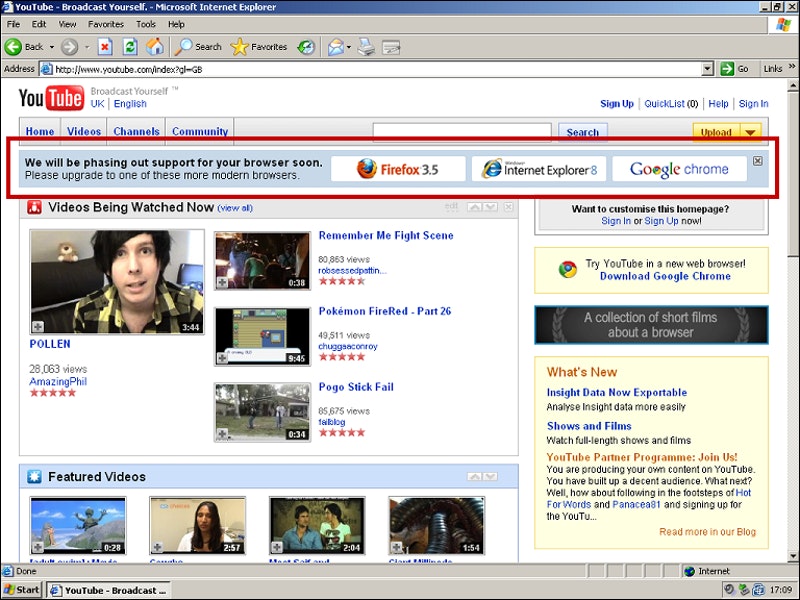 YouTube - Broadcast Yourself. - Microsoft Internet Explorer
File Edit View Favorites Tools Help
Back Search Favorites
Address http://www.youtube.com/index?gl=GB Go Links »
YouTube Broadcast Yourself ™
UK | English
Sign Up | QuickList (0) | Help | Sign In
Home Videos Channels Community Search Upload
We will be phasing out support for your browser soon.
Please upgrade to one of these more modern browsers.
Firefox 3.5
Windows Internet Explorer 8
Google chrome
Videos Being Watched Now (view all) edit
3:44
POLLEN
28,063 views
AmazingPhil
0:38
Remember Me Fight Scene
80,853 views
robsessedpattin...
9:45
Pokémon FireRed - Part 26
49,511 views
chuggaaconroy
0:34
Pogo Stick Fail
85,675 views
failblog
Featured Videos
0:28
2:57
2:04
1:54
Want to customise this homepage?
Sign In or Sign Up now!
Try YouTube in a new web browser!
Download Google Chrome
A collection of short films
about a browser
What's New
Insight Data Now Exportable
Analyse Insight data more easily
Shows and Films
Watch full-length shows and films
YouTube Partner Programme: Join Us!
You are producing your own content on YouTube.
You have built up a decent audience. What next?
Well, how about following in the footsteps of Hot
For Words and Panacea81 and signing up for
the YouTu...
Read more in our Blog
Done Internet
Start YouTube - Broadcast ... 17:09